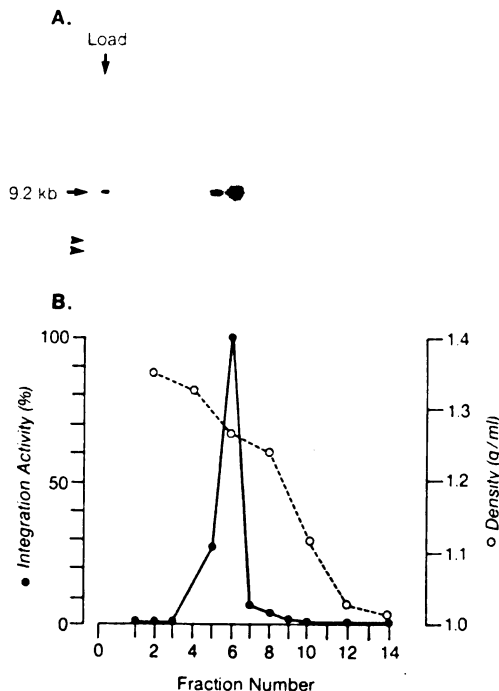 A.
Load
9.2 kb
B.
100
50
0
● Integration Activity (%)
1.4
1.3
1.2
1.1
1.0
○ Density (g/ml)
0 2 4 6 8 10 12 14
Fraction Number